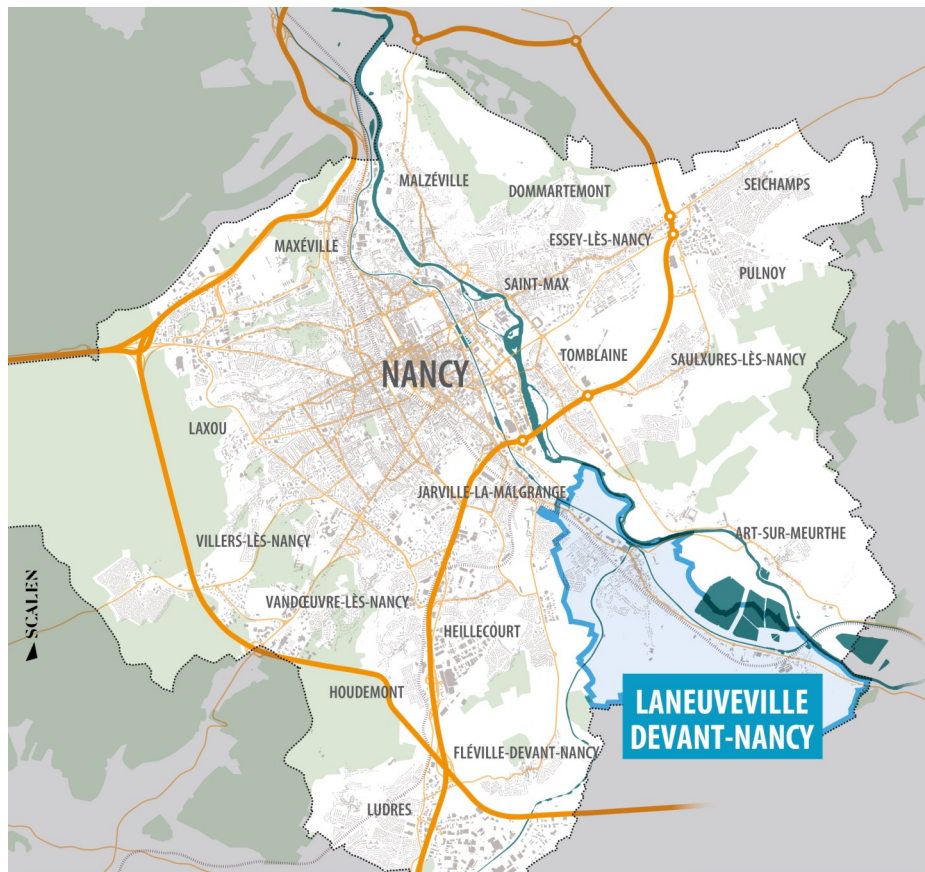 MALZÉVILLE
DOMMARTEMONT
SEICHAMPS
MAXÉVILLE
ESSEY-LÈS-NANCY
PULNOY
SAINT-MAX
TOMBLAINE
SAULXURES-LÈS-NANCY
NANCY
LAXOU
JARVILLE-LA-MALGRANGE
VILLERS-LÈS-NANCY
ART-SUR-MEURTHE
SCALEN
VANDŒUVRE-LÈS-NANCY
HEILLECOURT
HOUDEMONT
LANEUVEVILLE
DEVANT-NANCY
FLÉVILLE-DEVANT-NANCY
LUDRES